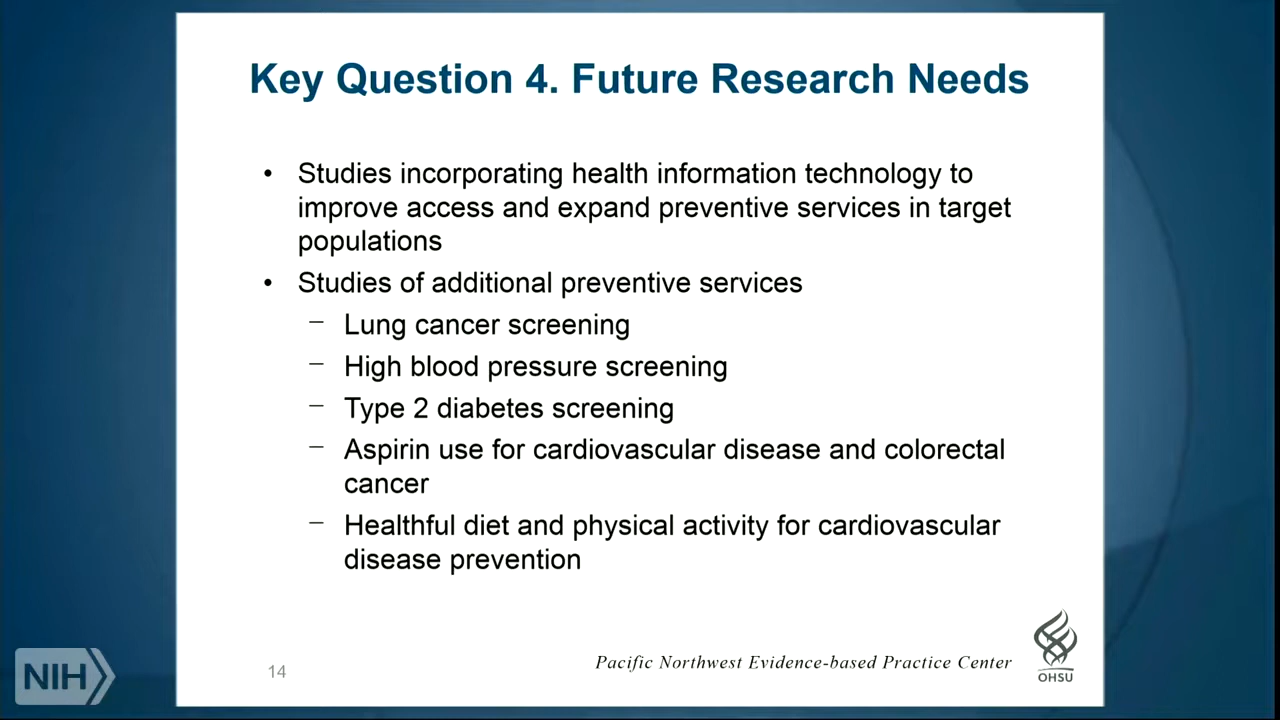 Key Question 4. Future Research Needs
• Studies incorporating health information technology to
improve access and expand preventive services in target
populations
• Studies of additional preventive services
– Lung cancer screening
– High blood pressure screening
– Type 2 diabetes screening
– Aspirin use for cardiovascular disease and colorectal
cancer
– Healthful diet and physical activity for cardiovascular
disease prevention
NIH
14
Pacific Northwest Evidence-based Practice Center
OHSU